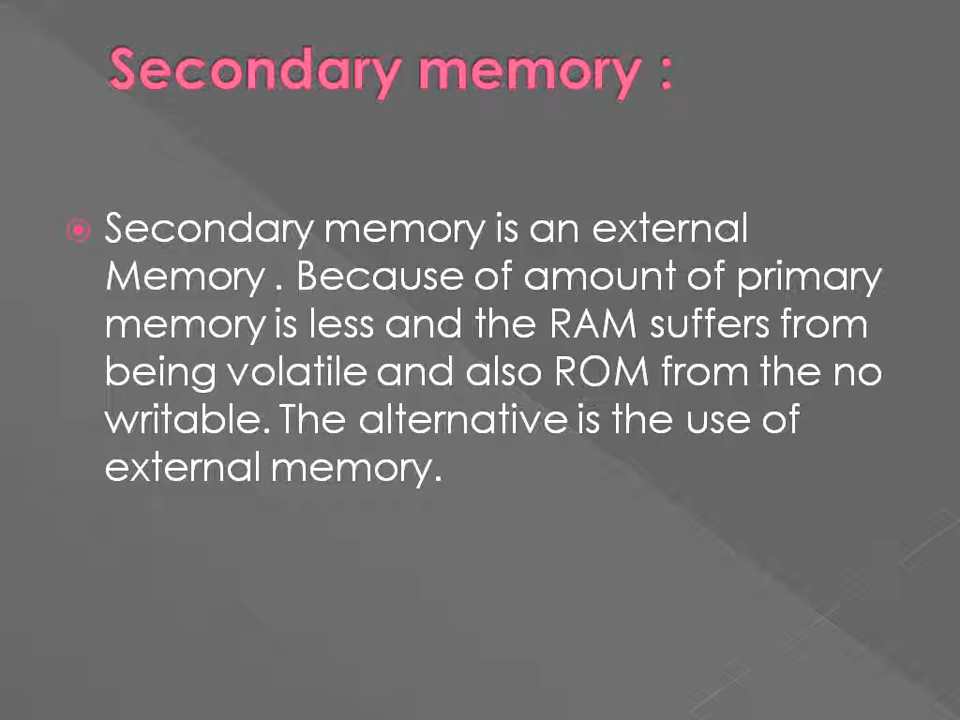 Secondary memory :
Secondary memory is an external
Memory . Because of amount of primary
memory is less and the RAM suffers from
being volatile and also ROM from the no
writable. The alternative is the use of
external memory.